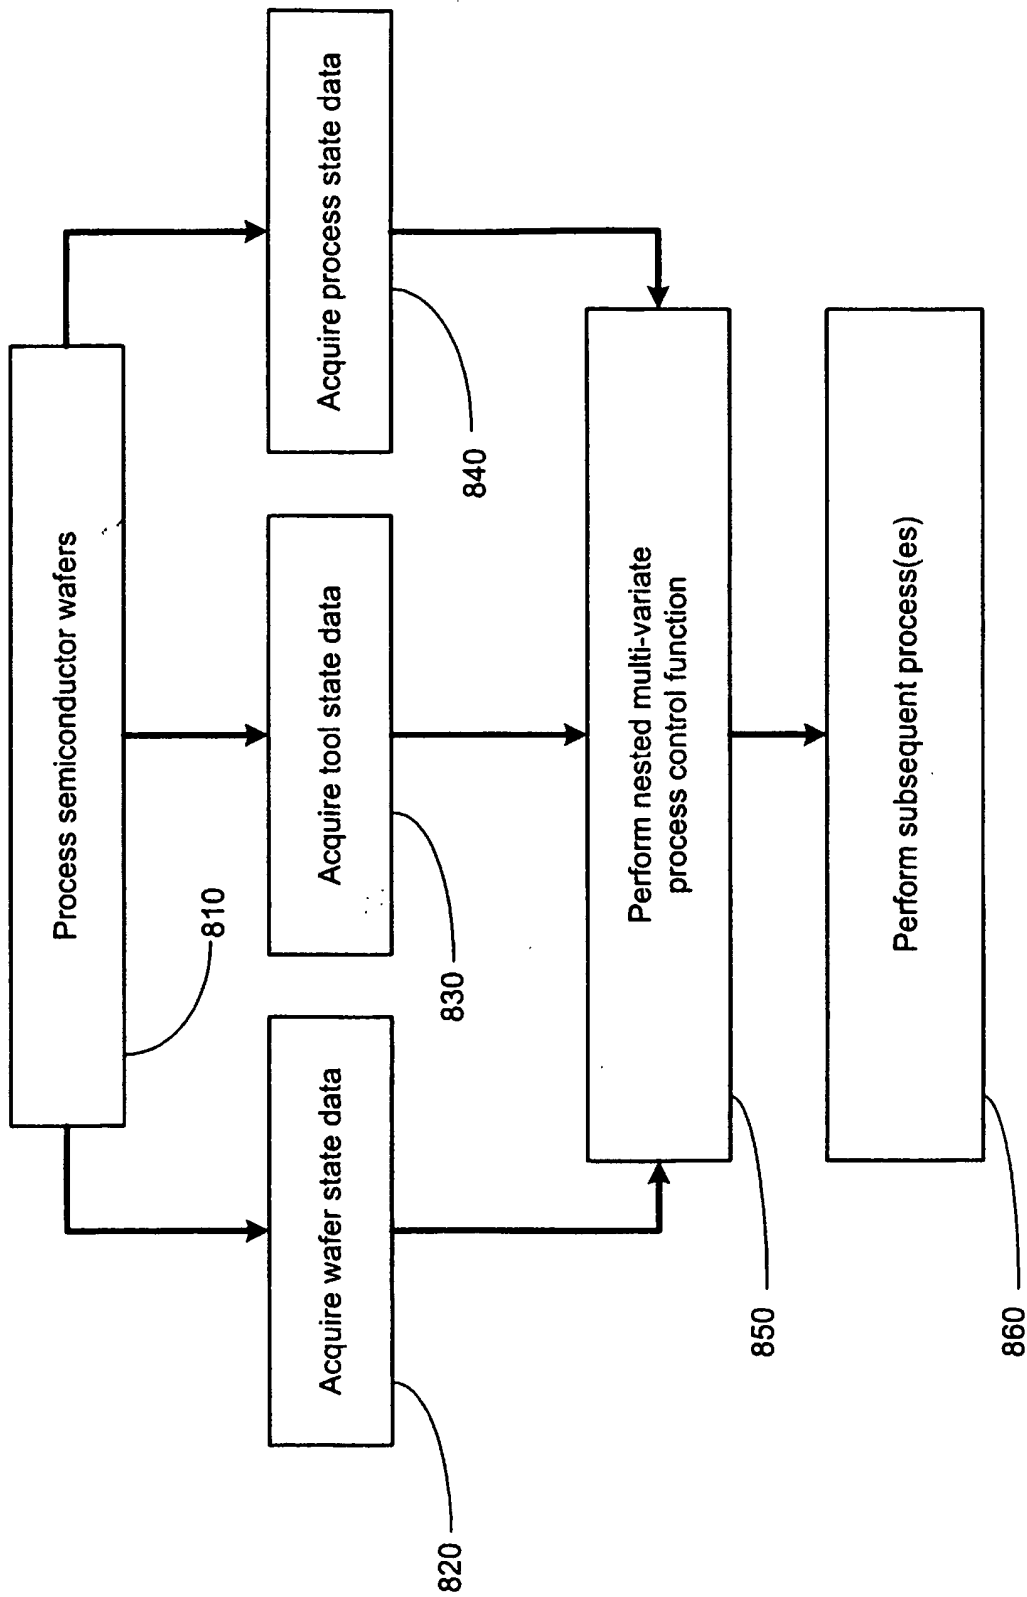 Process semiconductor wafers
810
Acquire wafer state data
820
Acquire tool state data
830
Acquire process state data
840
Perform nested multi-variate
process control function
850
Perform subsequent process(es)
860